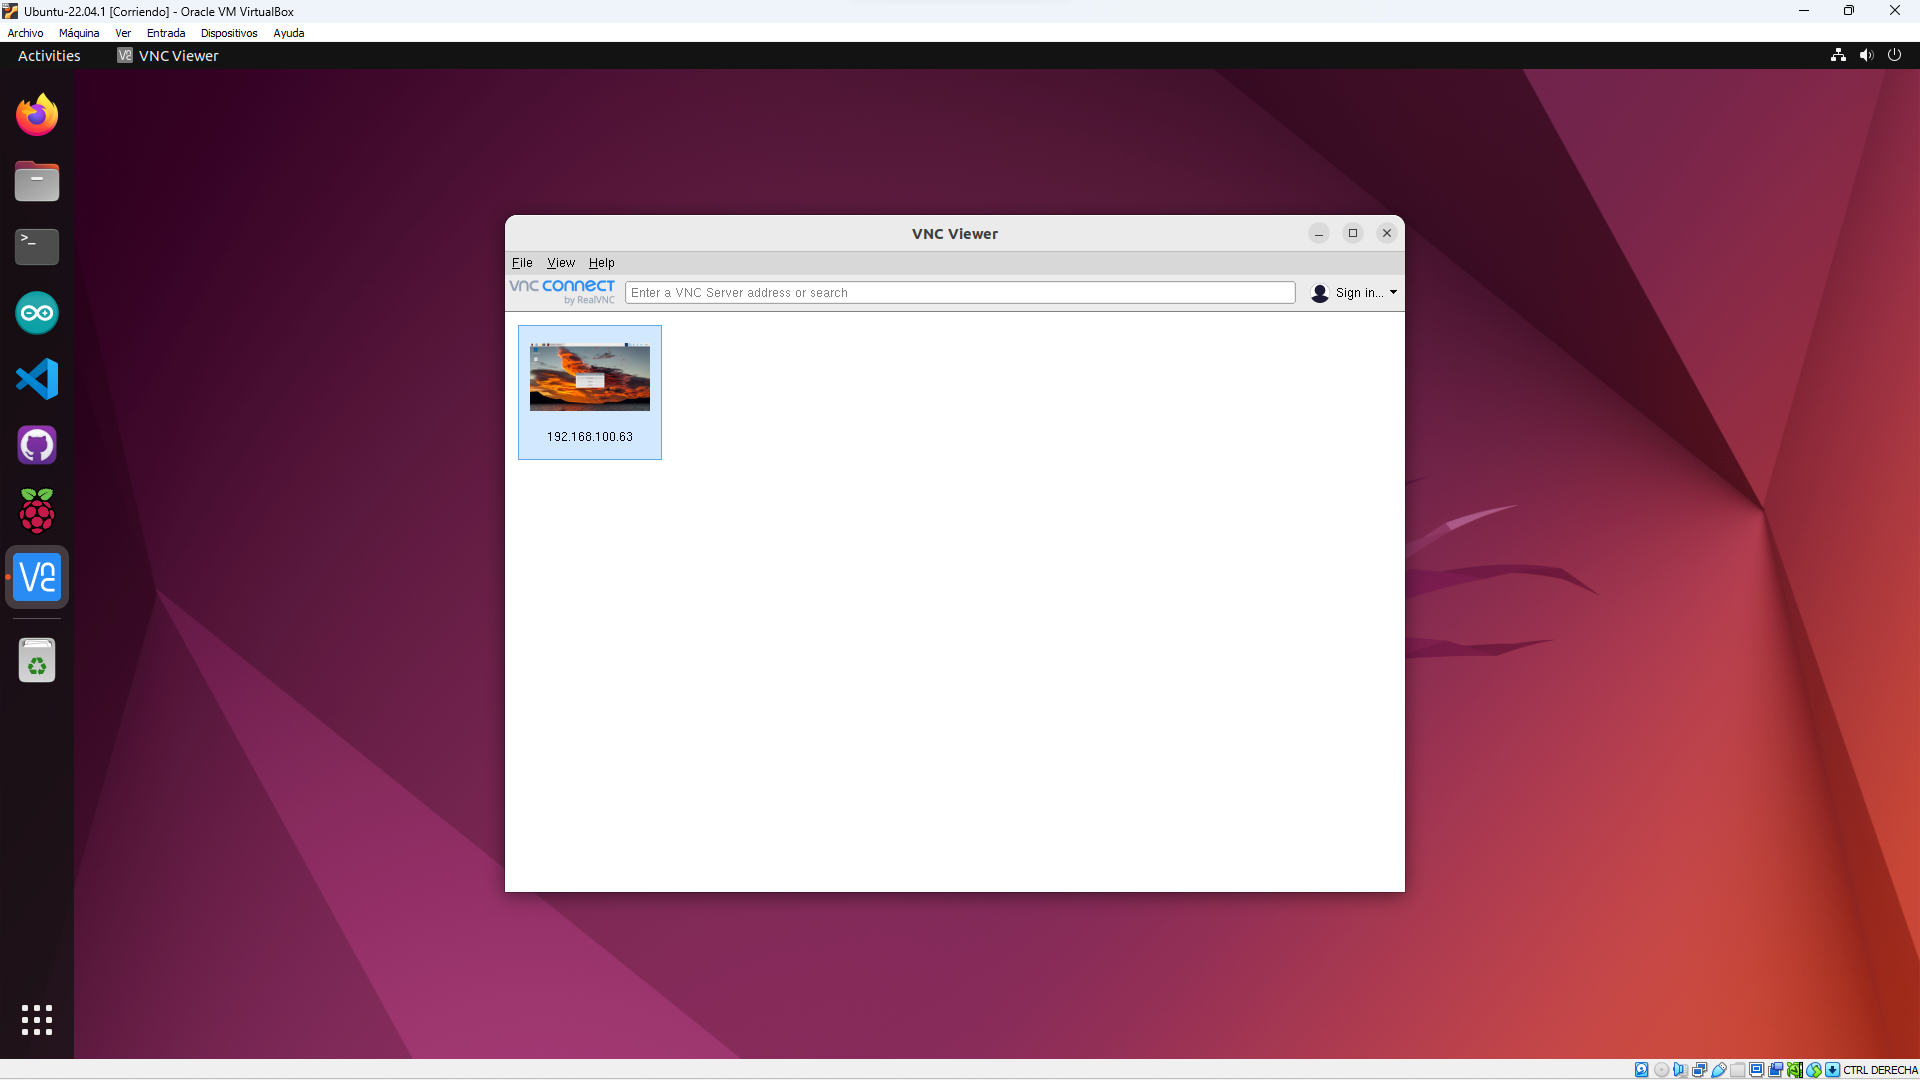 Ubuntu-22.04.1 [Corriendo] - Oracle VM VirtualBox
Archivo Máquina Ver Entrada Dispositivos Ayuda
Activities VNC Viewer
VNC Viewer
File View Help
vnc connect
by RealVNC
Enter a VNC Server address or search
Sign in...
192.168.100.63
CTRL DERECHA